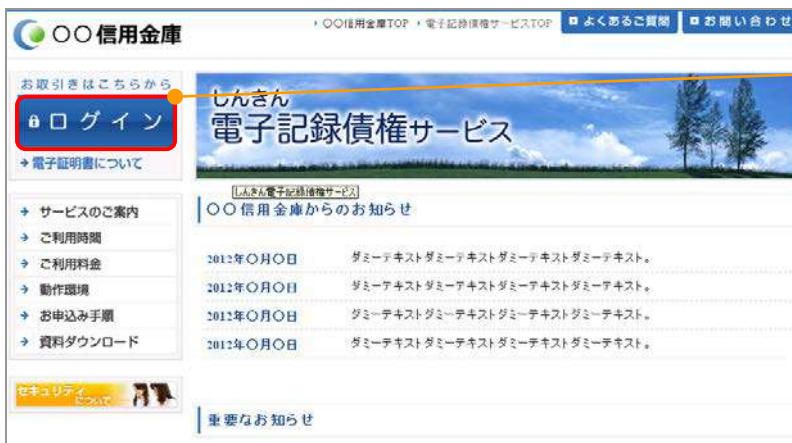 〇〇信用金庫
〇〇信用金庫TOP
電子記録債権サービスTOP
よくあるご質問
お問い合わせ
お取引きはこちらから
ログイン
電子証明書について
しんきん
電子記録債権サービス
しんきん電子記録債権サービス
サービスのご案内
ご利用時間
ご利用料金
動作環境
お申込み手順
資料ダウンロード
セキュリティ
について
〇〇信用金庫からのお知らせ
2012年〇月〇日 ダミーテキストダミーテキストダミーテキストダミーテキスト。
2012年〇月〇日 ダミーテキストダミーテキストダミーテキストダミーテキスト。
2012年〇月〇日 ダミーテキストダミーテキストダミーテキストダミーテキスト。
2012年〇月〇日 ダミーテキストダミーテキストダミーテキストダミーテキスト。
重要なお知らせ